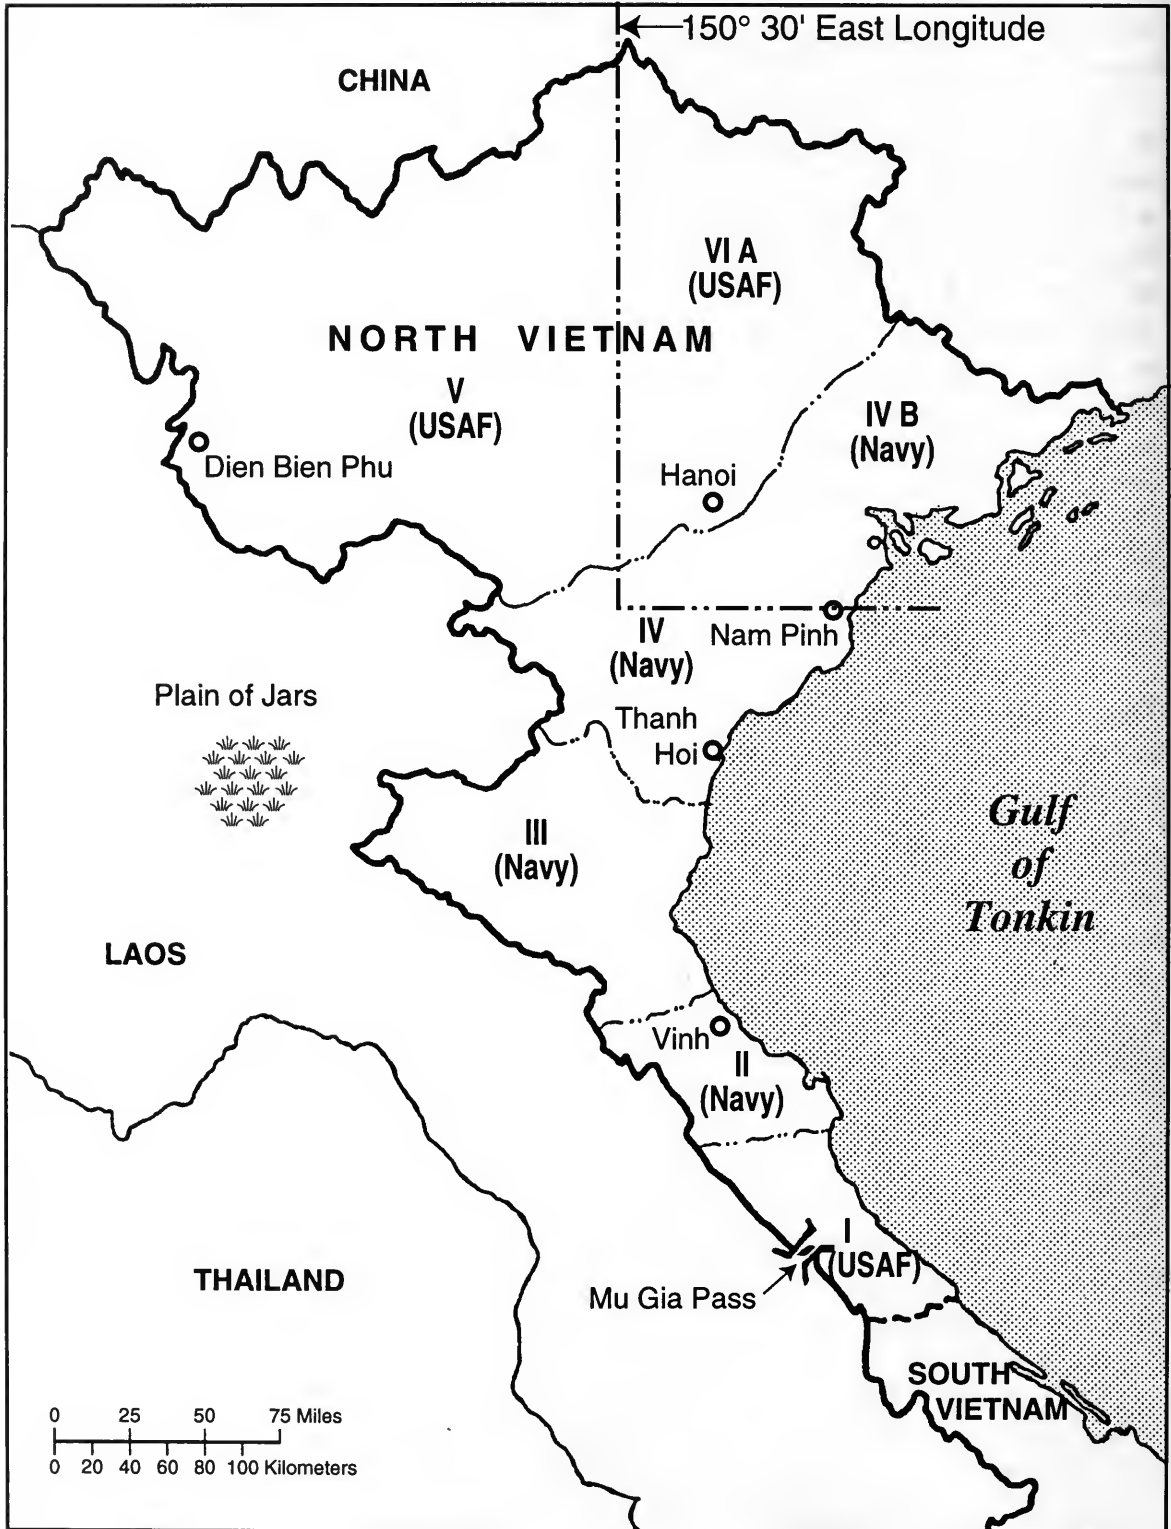 150° 30' East Longitude
CHINA
VI A
(USAF)
NORTH VIETNAM
V
(USAF)
IV B
(Navy)
Dien Bien Phu
Hanoi
IV
(Navy)
Nam Pinh
Plain of Jars
Thanh
Hoi
Gulf
of
Tonkin
III
(Navy)
LAOS
Vinh
II
(Navy)
I
(USAF)
THAILAND
Mu Gia Pass
SOUTH
VIETNAM
0 25 50 75 Miles
0 20 40 60 80 100 Kilometers